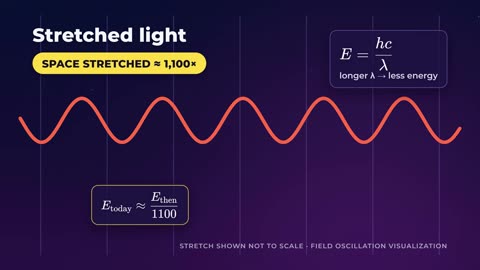 Stretched light
SPACE STRETCHED ≈ 1,100×
E = hc/λ
longer λ → less energy
E_today ≈ E_then/1100
STRETCH SHOWN NOT TO SCALE · FIELD OSCILLATION VISUALIZATION